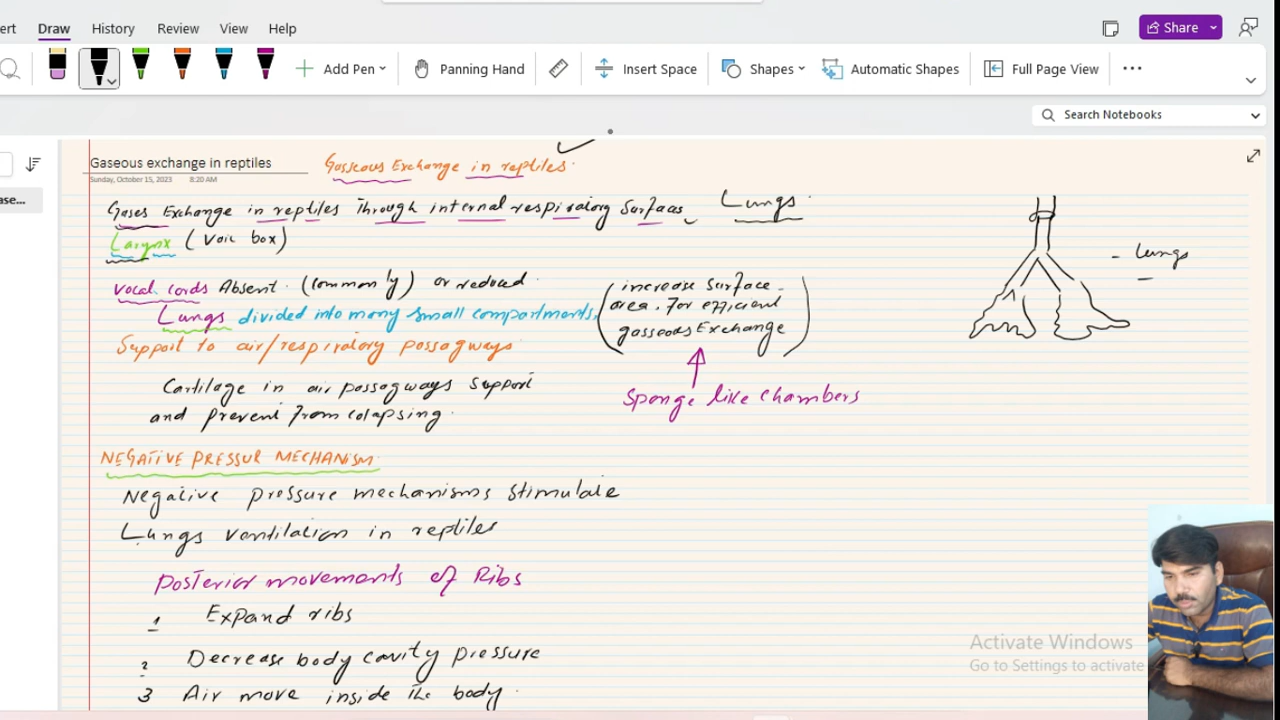 ert Draw History Review View Help Share
Add Pen Panning Hand Insert Space Shapes Automatic Shapes Full Page View
Search Notebooks
ase...
Gaseous exchange in reptiles
Gasseous Exchange in reptiles
Sunday, October 15, 2023 8:20 AM
Gases Exchange in reptiles Through internal respiratory Surfaces Lungs
Larynx (Voic box)
Vocal cords Absent (commonly) or reduced
Lungs divided into many small compartments,
(increase Surface
area, for efficient
gasseous Exchange)
Lungs
Support to air/respiratory passagways
Cartilage in air passagways support
and prevent from colapsing.
Sponge like chambers
NEGATIVE PRESSUR MECHANISM
Negative pressure mechanisms stimulate
Lungs ventilation in reptiles
Posterior movements of Ribs
1 Expand ribs
2 Decrease body cavity pressure
3 Air move inside the body.
Activate Windows
Go to Settings to activate